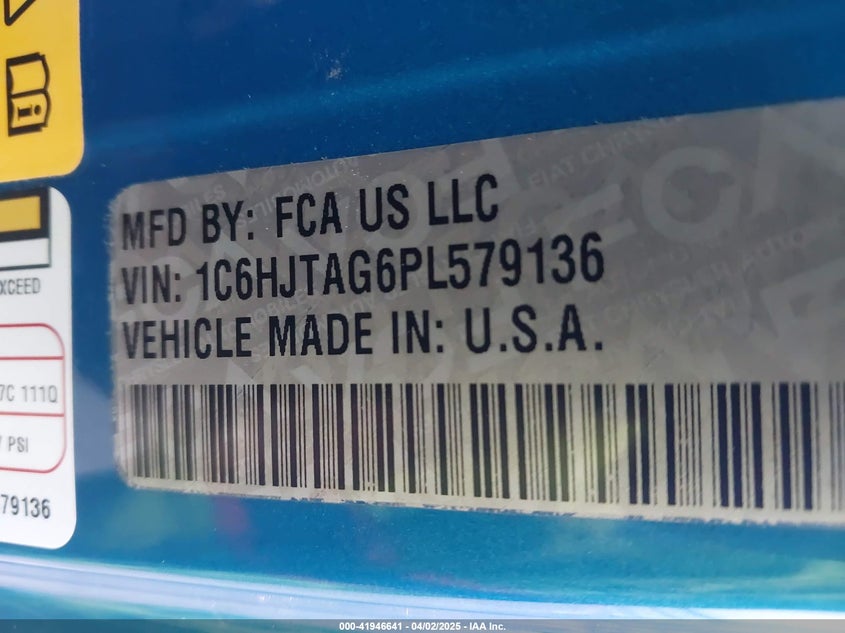 MFD BY: FCA US LLC
VIN: 1C6HJTAG6PL579136
VEHICLE MADE IN: U.S.A.
XCEED
7C 111Q
PSI
79136
000-41946641 - 04/02/2025 - IAA Inc.